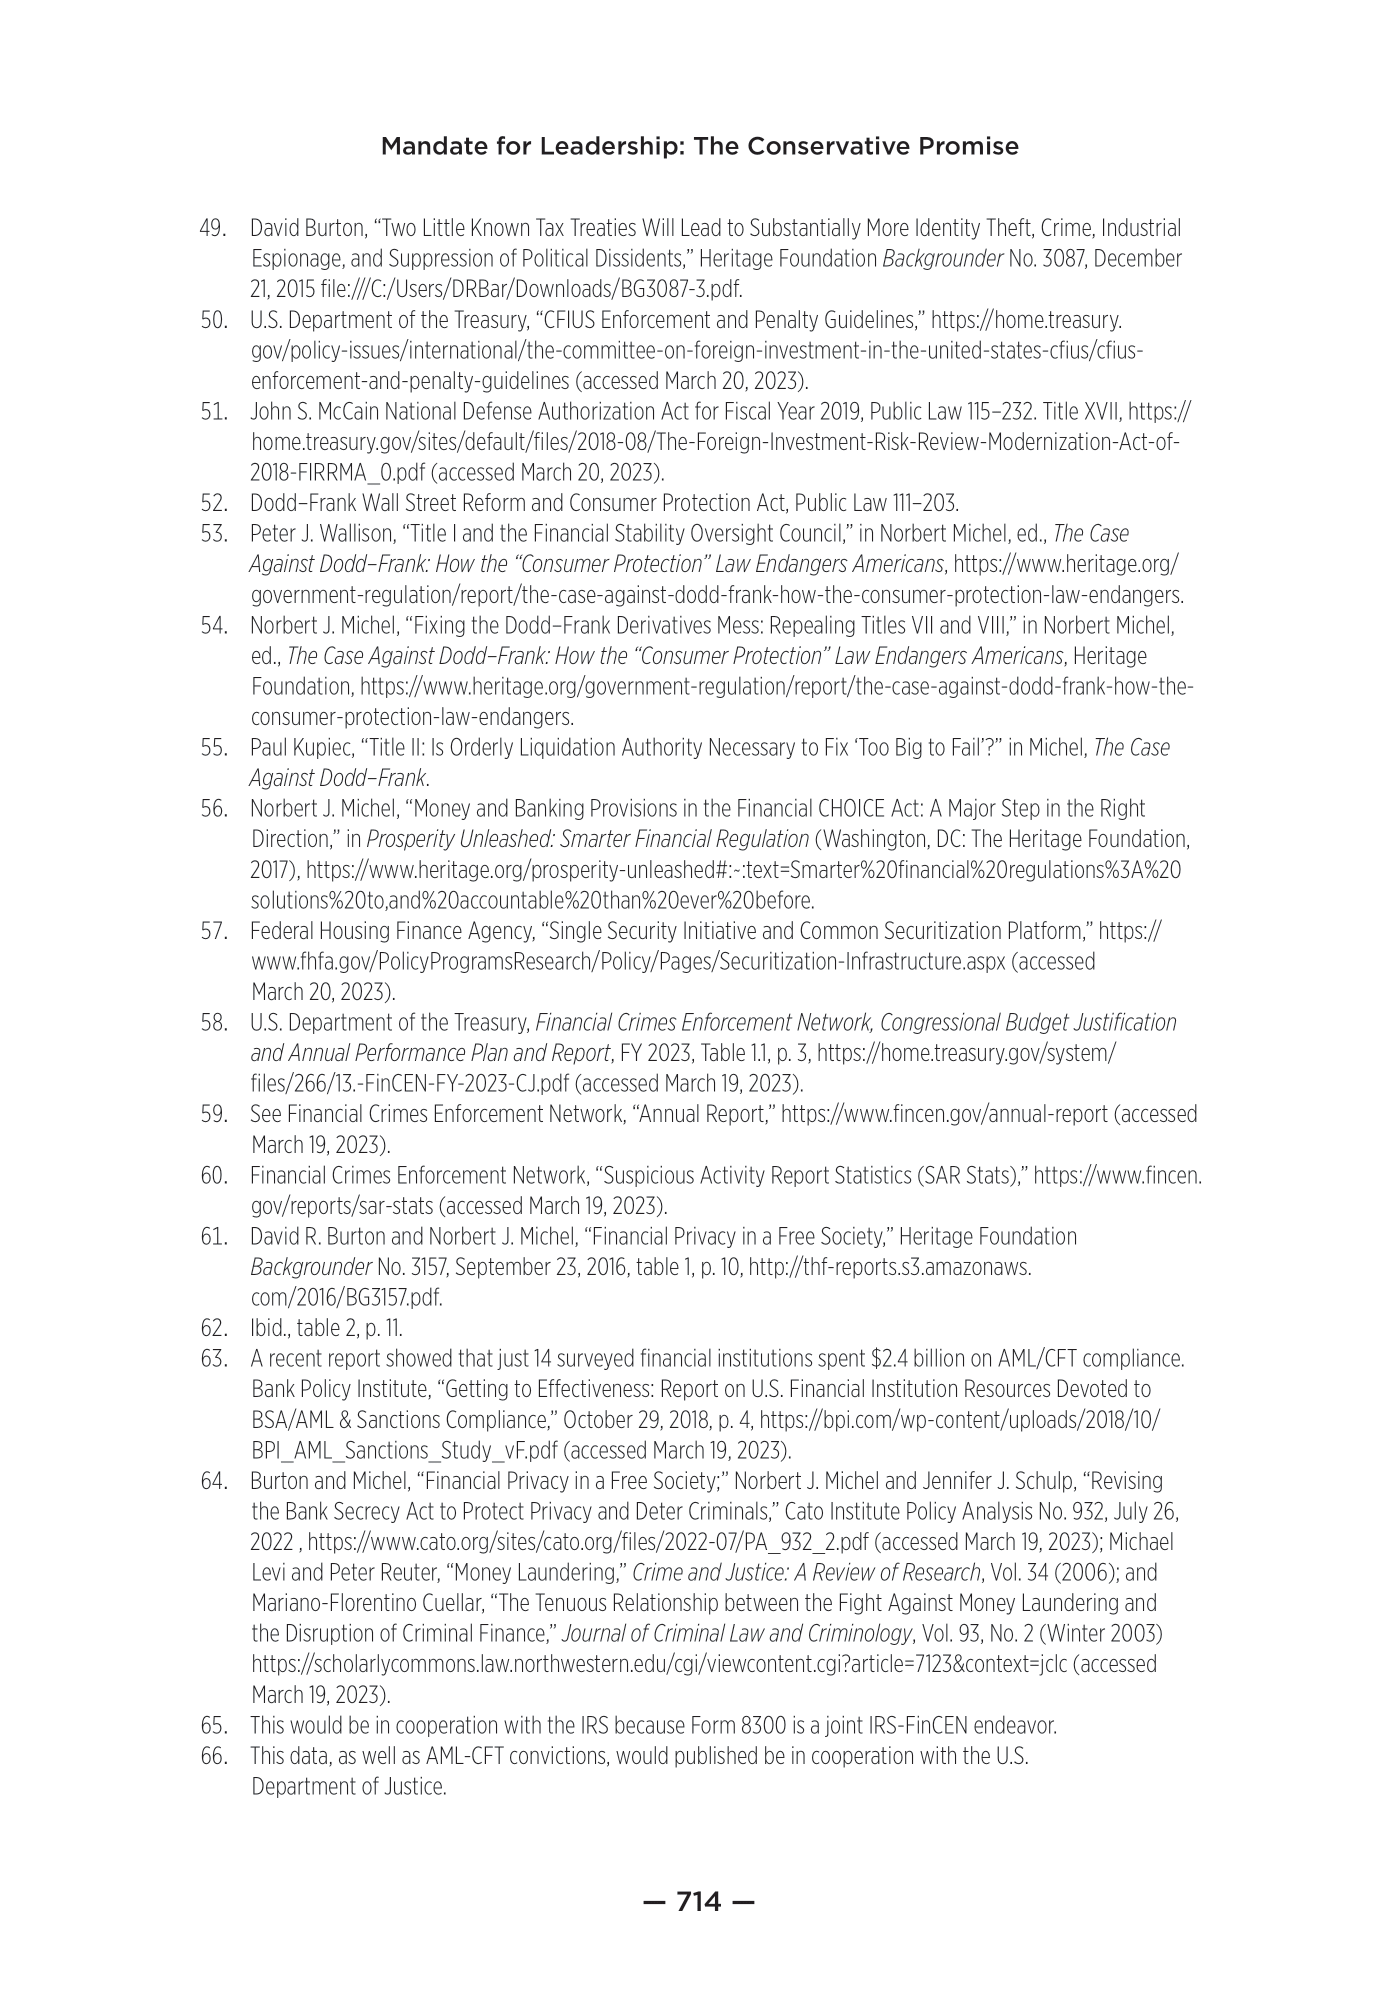 Mandate for Leadership: The Conservative Promise
49. David Burton, “Two Little Known Tax Treaties Will Lead to Substantially More Identity Theft, Crime, Industrial
Espionage, and Suppression of Political Dissidents,” Heritage Foundation Backgrounder No. 3087, December
21, 2015 file:///C:/Users/DRBar/Downloads/BG3087-3.pdf.
50. U.S. Department of the Treasury, “CFIUS Enforcement and Penalty Guidelines,” https://home.treasury.
gov/policy-issues/international/the-committee-on-foreign-investment-in-the-united-states-cfius/cfius-
enforcement-and-penalty-guidelines (accessed March 20, 2023).
51. John S. McCain National Defense Authorization Act for Fiscal Year 2019, Public Law 115–232. Title XVII, https://
home.treasury.gov/sites/default/files/2018-08/The-Foreign-Investment-Risk-Review-Modernization-Act-of-
2018-FIRRMA_0.pdf (accessed March 20, 2023).
52. Dodd–Frank Wall Street Reform and Consumer Protection Act, Public Law 111–203.
53. Peter J. Wallison, “Title I and the Financial Stability Oversight Council,” in Norbert Michel, ed., The Case
Against Dodd–Frank: How the “Consumer Protection” Law Endangers Americans, https://www.heritage.org/
government-regulation/report/the-case-against-dodd-frank-how-the-consumer-protection-law-endangers.
54. Norbert J. Michel, “Fixing the Dodd–Frank Derivatives Mess: Repealing Titles VII and VIII,” in Norbert Michel,
ed., The Case Against Dodd–Frank: How the “Consumer Protection” Law Endangers Americans, Heritage
Foundation, https://www.heritage.org/government-regulation/report/the-case-against-dodd-frank-how-the-
consumer-protection-law-endangers.
55. Paul Kupiec, “Title II: Is Orderly Liquidation Authority Necessary to Fix ‘Too Big to Fail’?” in Michel, The Case
Against Dodd–Frank.
56. Norbert J. Michel, “Money and Banking Provisions in the Financial CHOICE Act: A Major Step in the Right
Direction,” in Prosperity Unleashed: Smarter Financial Regulation (Washington, DC: The Heritage Foundation,
2017), https://www.heritage.org/prosperity-unleashed#:~:text=Smarter%20financial%20regulations%3A%20
solutions%20to,and%20accountable%20than%20ever%20before.
57. Federal Housing Finance Agency, “Single Security Initiative and Common Securitization Platform,” https://
www.fhfa.gov/PolicyProgramsResearch/Policy/Pages/Securitization-Infrastructure.aspx (accessed
March 20, 2023).
58. U.S. Department of the Treasury, Financial Crimes Enforcement Network, Congressional Budget Justification
and Annual Performance Plan and Report, FY 2023, Table 1.1, p. 3, https://home.treasury.gov/system/
files/266/13.-FinCEN-FY-2023-CJ.pdf (accessed March 19, 2023).
59. See Financial Crimes Enforcement Network, “Annual Report,” https://www.fincen.gov/annual-report (accessed
March 19, 2023).
60. Financial Crimes Enforcement Network, “Suspicious Activity Report Statistics (SAR Stats),” https://www.fincen.
gov/reports/sar-stats (accessed March 19, 2023).
61. David R. Burton and Norbert J. Michel, “Financial Privacy in a Free Society,” Heritage Foundation
Backgrounder No. 3157, September 23, 2016, table 1, p. 10, http://thf-reports.s3.amazonaws.
com/2016/BG3157.pdf.
62. Ibid., table 2, p. 11.
63. A recent report showed that just 14 surveyed financial institutions spent $2.4 billion on AML/CFT compliance.
Bank Policy Institute, “Getting to Effectiveness: Report on U.S. Financial Institution Resources Devoted to
BSA/AML & Sanctions Compliance,” October 29, 2018, p. 4, https://bpi.com/wp-content/uploads/2018/10/
BPI_AML_Sanctions_Study_vF.pdf (accessed March 19, 2023).
64. Burton and Michel, “Financial Privacy in a Free Society;” Norbert J. Michel and Jennifer J. Schulp, “Revising
the Bank Secrecy Act to Protect Privacy and Deter Criminals,” Cato Institute Policy Analysis No. 932, July 26,
2022 , https://www.cato.org/sites/cato.org/files/2022-07/PA_932_2.pdf (accessed March 19, 2023); Michael
Levi and Peter Reuter, “Money Laundering,” Crime and Justice: A Review of Research, Vol. 34 (2006); and
Mariano-Florentino Cuellar, “The Tenuous Relationship between the Fight Against Money Laundering and
the Disruption of Criminal Finance,” Journal of Criminal Law and Criminology, Vol. 93, No. 2 (Winter 2003)
https://scholarlycommons.law.northwestern.edu/cgi/viewcontent.cgi?article=7123&context=jclc (accessed
March 19, 2023).
65. This would be in cooperation with the IRS because Form 8300 is a joint IRS-FinCEN endeavor.
66. This data, as well as AML-CFT convictions, would published be in cooperation with the U.S.
Department of Justice.
— 714 —